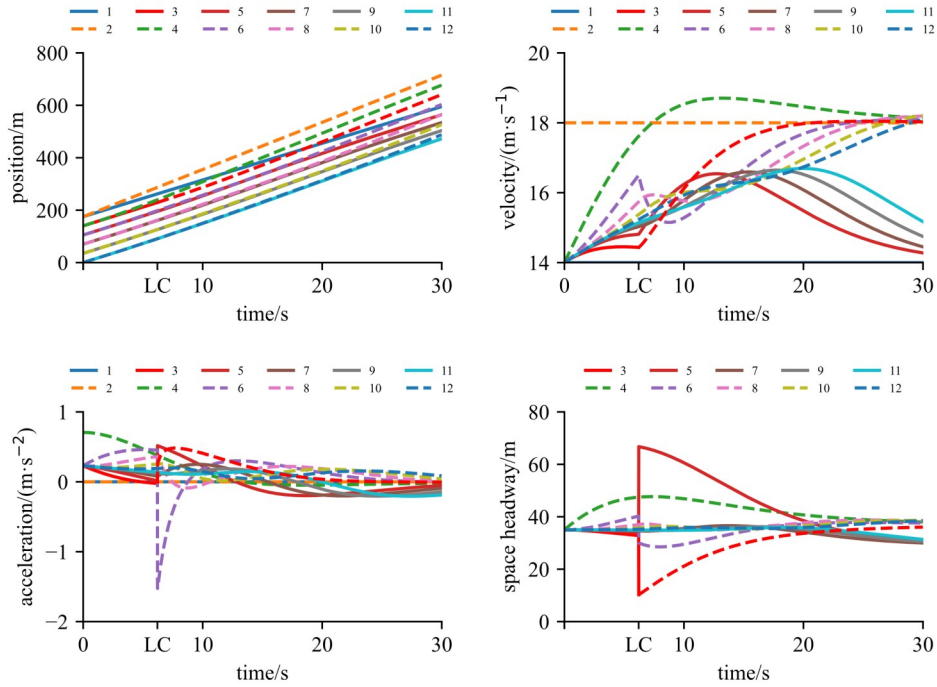 1 3 5 7 9 11
2 4 6 8 10 12
800
600
400
200
0
position/m
0 LC 10 20 30
time/s
1 3 5 7 9 11
2 4 6 8 10 12
20
18
16
14
velocity/(m·s⁻¹)
0 LC 10 20 30
time/s
1 3 5 7 9 11
2 4 6 8 10 12
1
0
−1
−2
acceleration/(m·s⁻²)
0 LC 10 20 30
time/s
3 5 7 9 11
4 6 8 10 12
80
60
40
20
0
space headway/m
LC 10 20 30
time/s